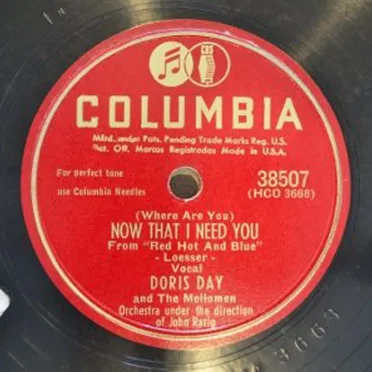 CBS
COLUMBIA
Mfrd. under Pats. Pending Trade Marks Reg. U.S.
Pat. Off. Marcas Registradas Made in U.S.A.
For perfect tone
use Columbia Needles
38507
(HCO 3668)
(Where Are You)
NOW THAT I NEED YOU
From "Red Hot And Blue"
- Loesser -
Vocal
DORIS DAY
and The Mellomen
Orchestra under the direction
of John Rarig